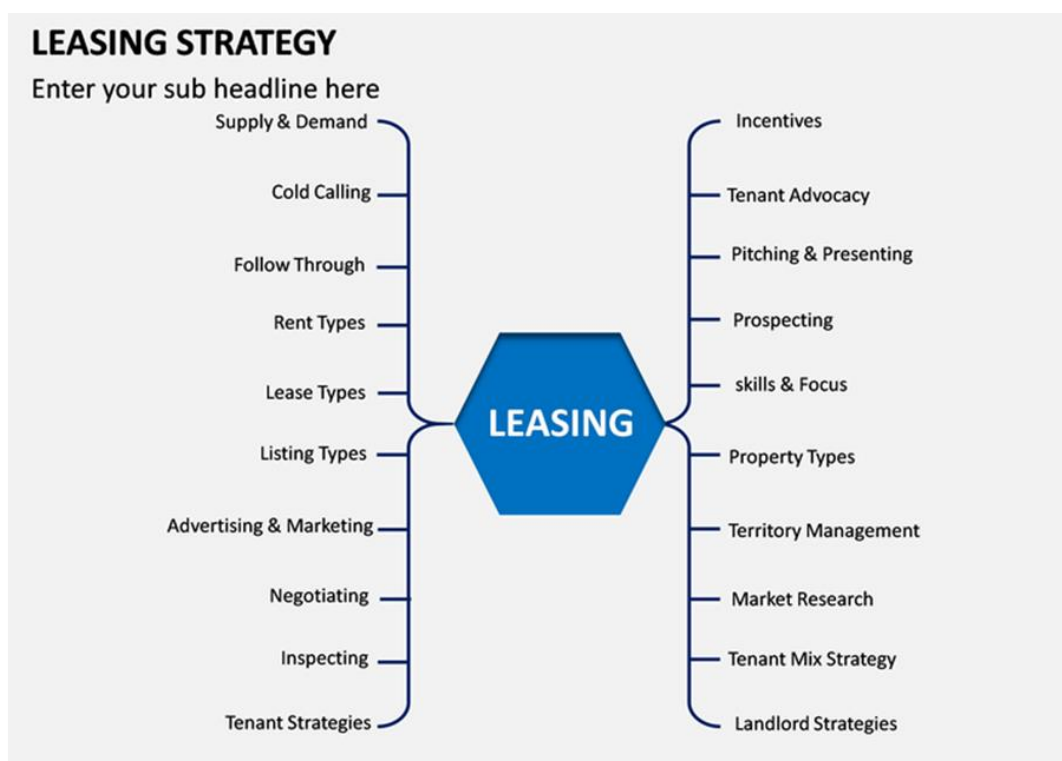 LEASING STRATEGY
Enter your sub headline here
Supply & Demand
Cold Calling
Follow Through
Rent Types
Lease Types
Listing Types
Advertising & Marketing
Negotiating
Inspecting
Tenant Strategies
LEASING
Incentives
Tenant Advocacy
Pitching & Presenting
Prospecting
skills & Focus
Property Types
Territory Management
Market Research
Tenant Mix Strategy
Landlord Strategies